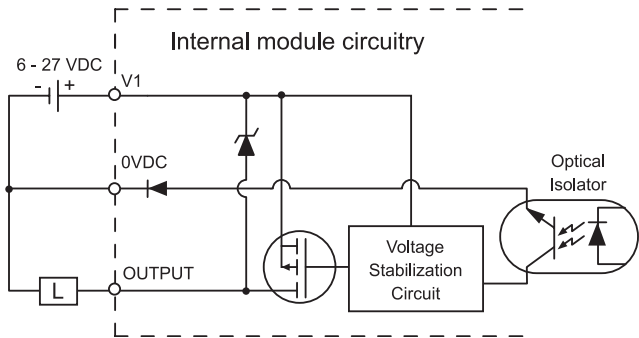 Internal module circuitry
6 - 27 VDC
- +
V1
0VDC
Optical
Isolator
OUTPUT
L
Voltage
Stabilization
Circuit